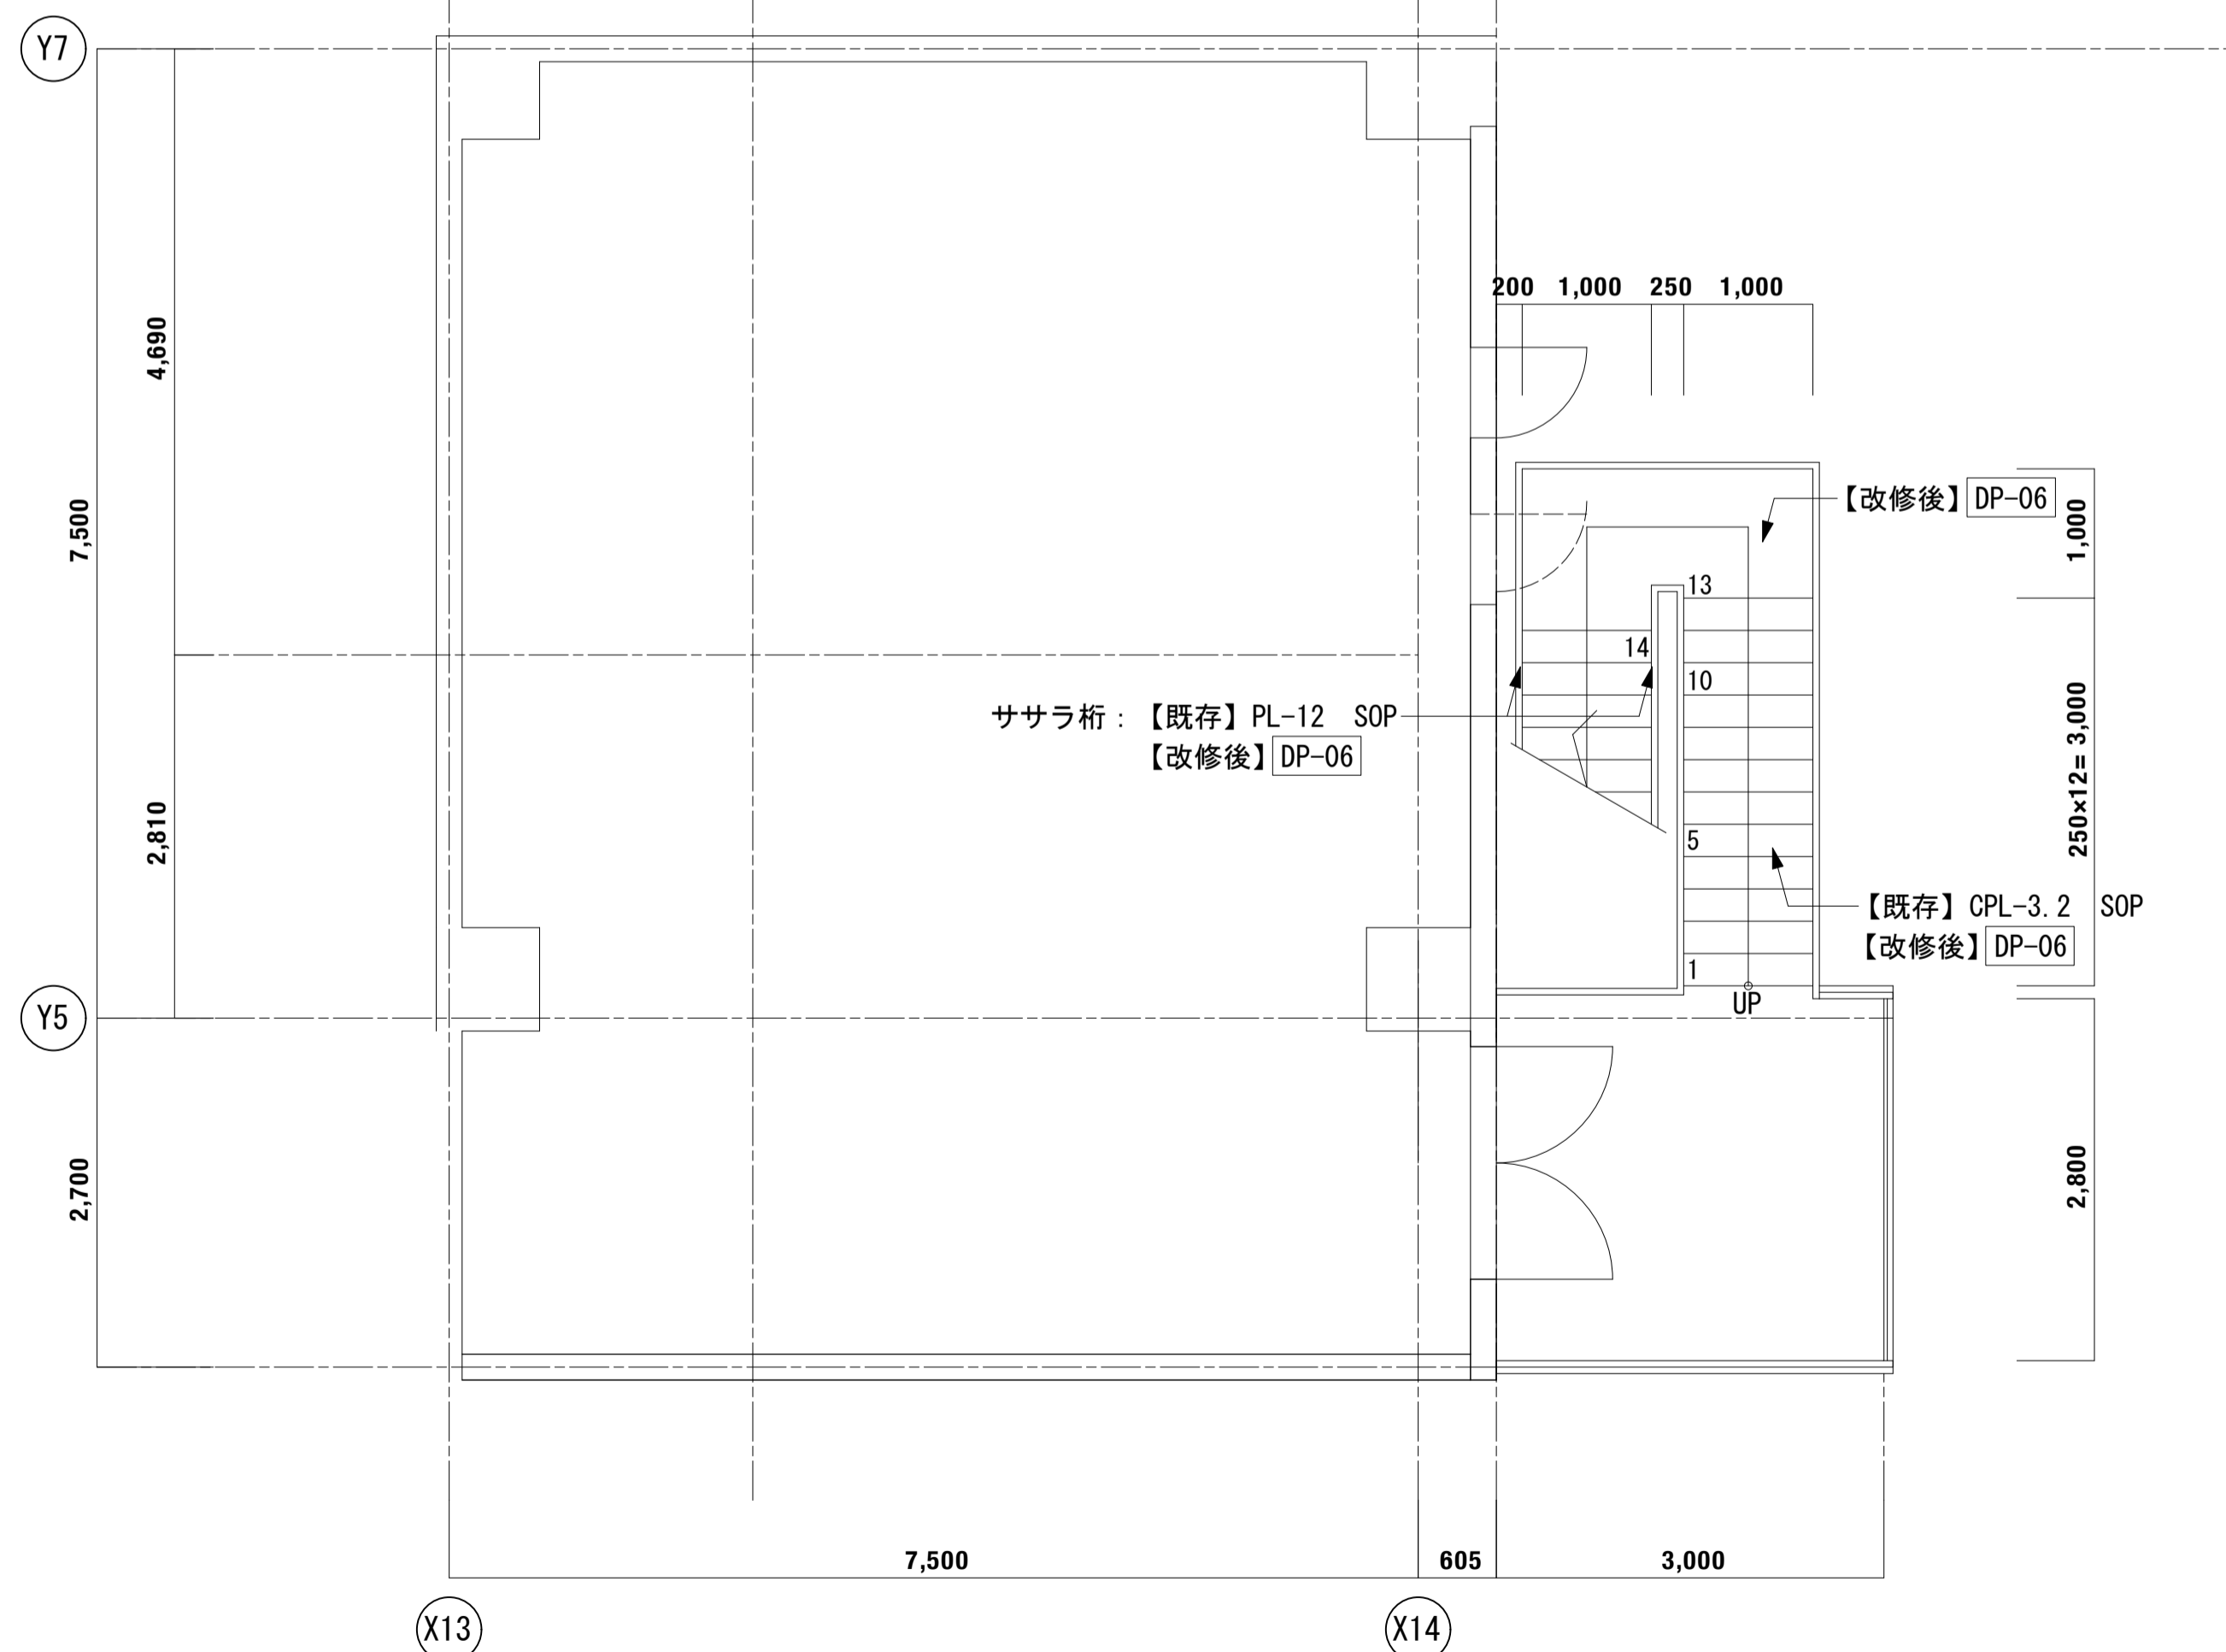 Y7
200 1,000 250 1,000
4,690
7,500
【改修後】 DP-06
1,000
13
14
10
ササラ桁：【既存】PL-12 SOP
【改修後】 DP-06
250×12= 3,000
2,810
5
【既存】CPL-3.2 SOP
【改修後】 DP-06
1
UP
Y5
2,700
2,800
7,500 605 3,000
X13 X14